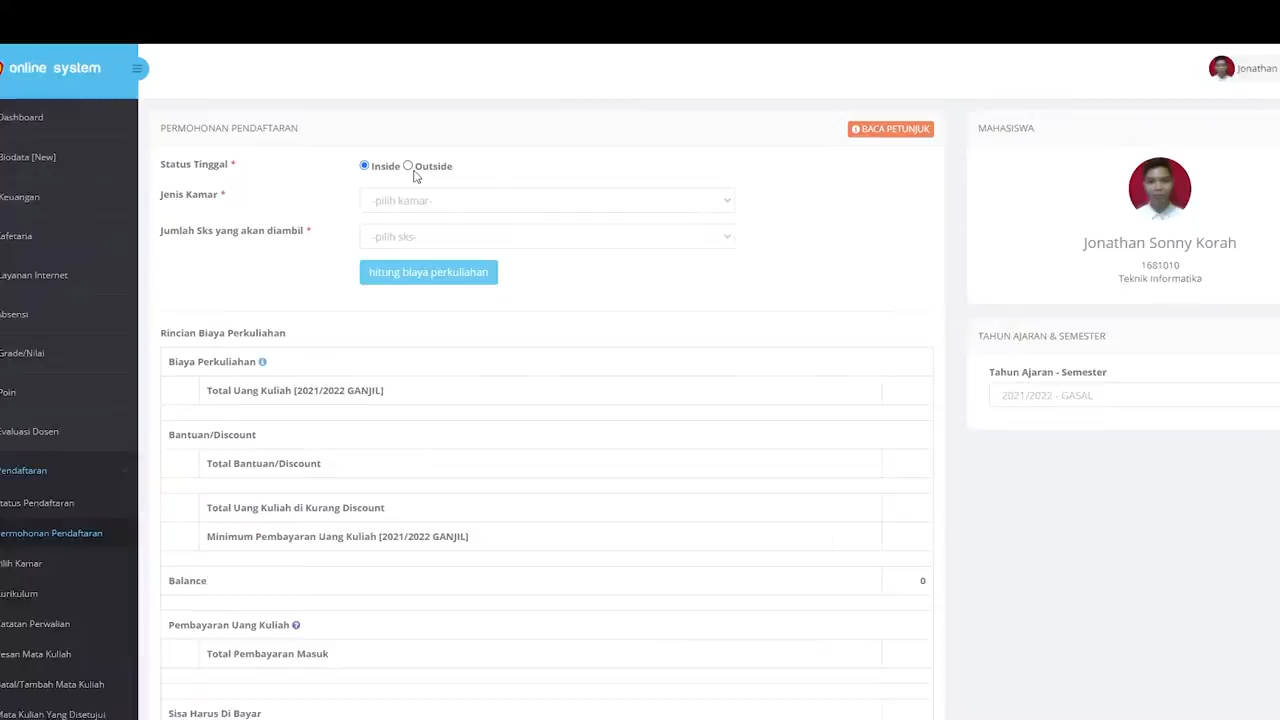 online system
Jonathan
Dashboard
Biodata [New]
Keuangan
afetaria
ayanan Internet
bsensi
Grade/Nilai
Poin
valuasi Dosen
endaftaran
tatus Pendaftaran
ermohonan Pendaftaran
ilih Kamar
urikulum
atatan Perwalian
esan Mata Kuliah
atal/Tambah Mata Kuliah
Mata Kuliah Yang Disetujui
PERMOHONAN PENDAFTARAN
BACA PETUNJUK
Status Tinggal *
Inside Outside
Jenis Kamar *
-pilih kamar-
Jumlah Sks yang akan diambil *
-pilih sks-
hitung biaya perkuliahan
Rincian Biaya Perkuliahan
Biaya Perkuliahan
Total Uang Kuliah [2021/2022 GANJIL]
Bantuan/Discount
Total Bantuan/Discount
Total Uang Kuliah di Kurang Discount
Minimum Pembayaran Uang Kuliah [2021/2022 GANJIL]
Balance 0
Pembayaran Uang Kuliah
Total Pembayaran Masuk
Sisa Harus Di Bayar
MAHASISWA
Jonathan Sonny Korah
1681010
Teknik Informatika
TAHUN AJARAN & SEMESTER
Tahun Ajaran - Semester
2021/2022 - GASAL